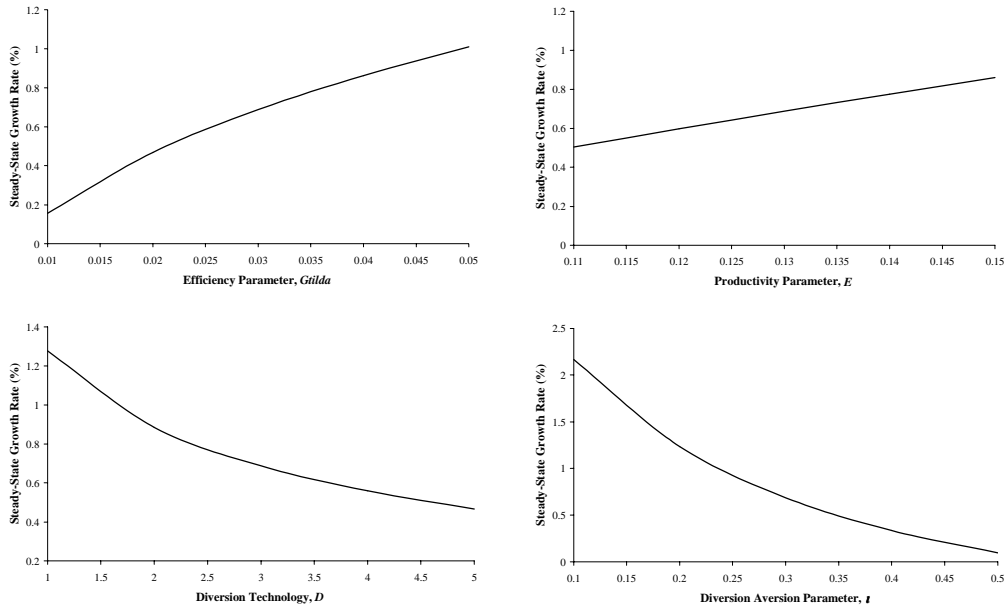 1.2
1
0.8
0.6
0.4
0.2
0
Steady-State Growth Rate (%)
0.01 0.015 0.02 0.025 0.03 0.035 0.04 0.045 0.05
Efficiency Parameter, Gtilda
1.2
1
0.8
0.6
0.4
0.2
0
Steady-State Growth Rate (%)
0.11 0.115 0.12 0.125 0.13 0.135 0.14 0.145 0.15
Productivity Parameter, E
1.4
1.2
1
0.8
0.6
0.4
0.2
Steady-State Growth Rate (%)
1 1.5 2 2.5 3 3.5 4 4.5 5
Diversion Technology, D
2.5
2
1.5
1
0.5
0
Steady-State Growth Rate (%)
0.1 0.15 0.2 0.25 0.3 0.35 0.4 0.45 0.5
Diversion Aversion Parameter, ι